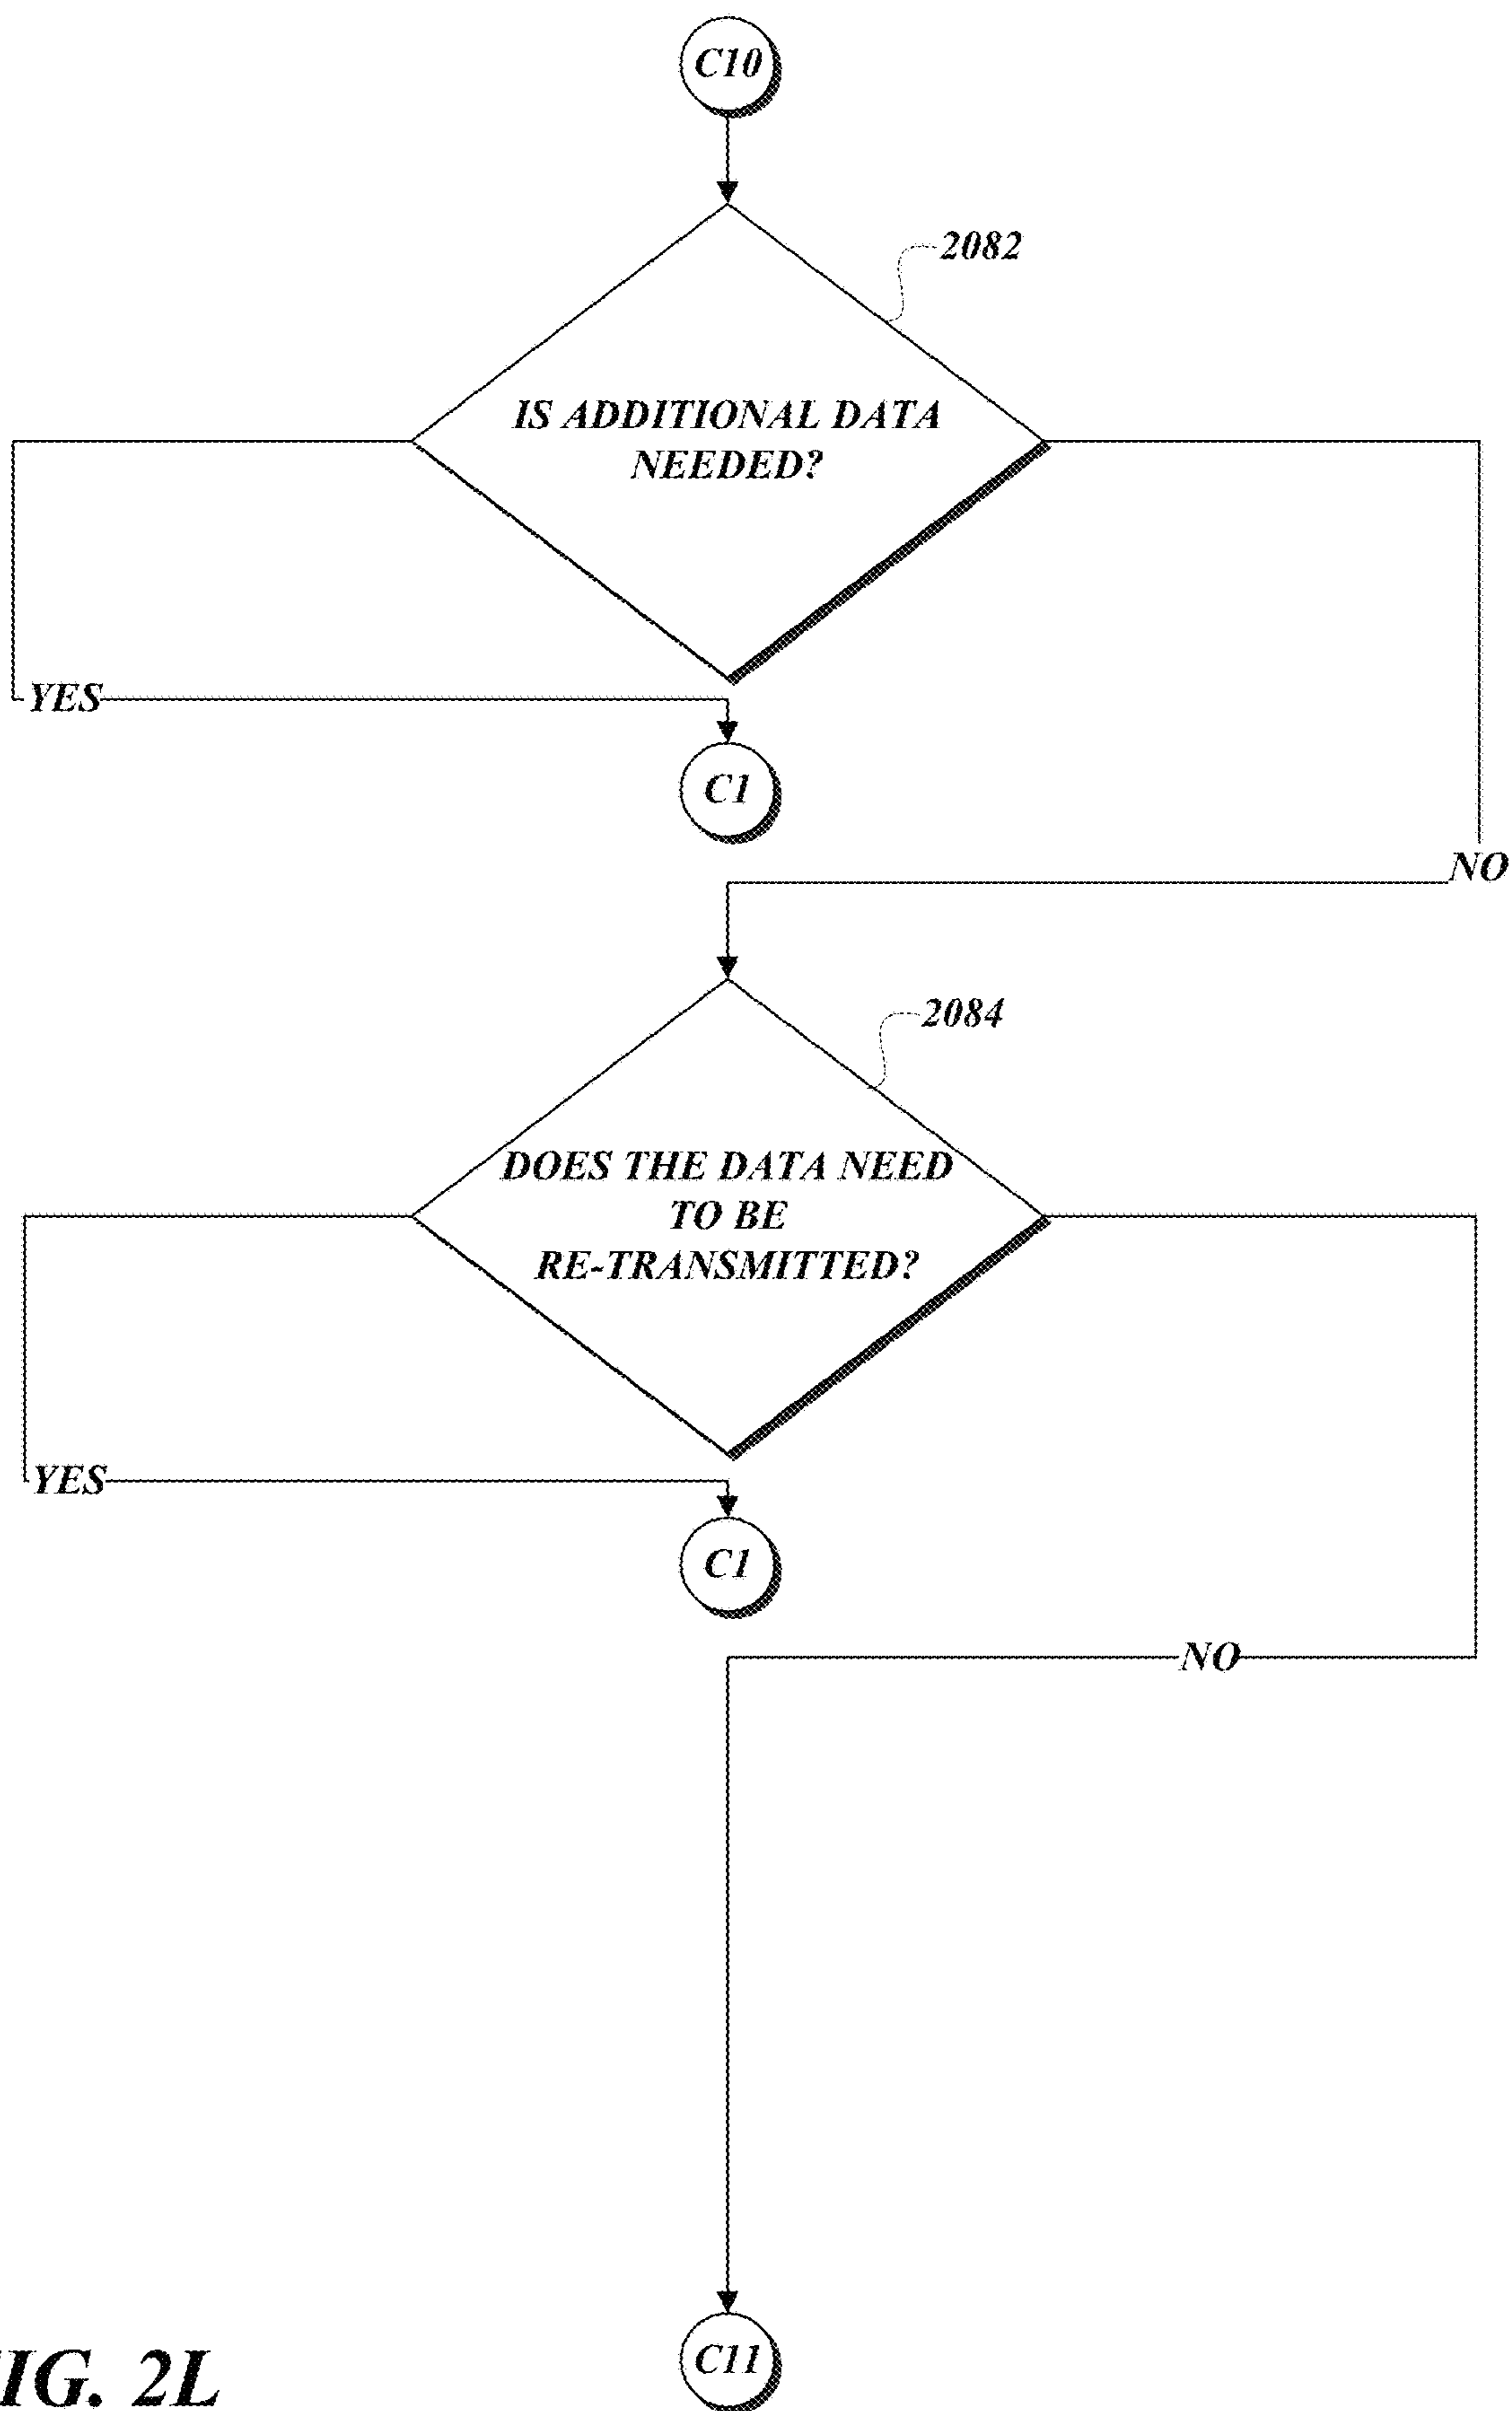 C10
2082
IS ADDITIONAL DATA
NEEDED?
YES
C1
NO
2084
DOES THE DATA NEED
TO BE
RE-TRANSMITTED?
YES
C1
NO
C11
IG. 2L